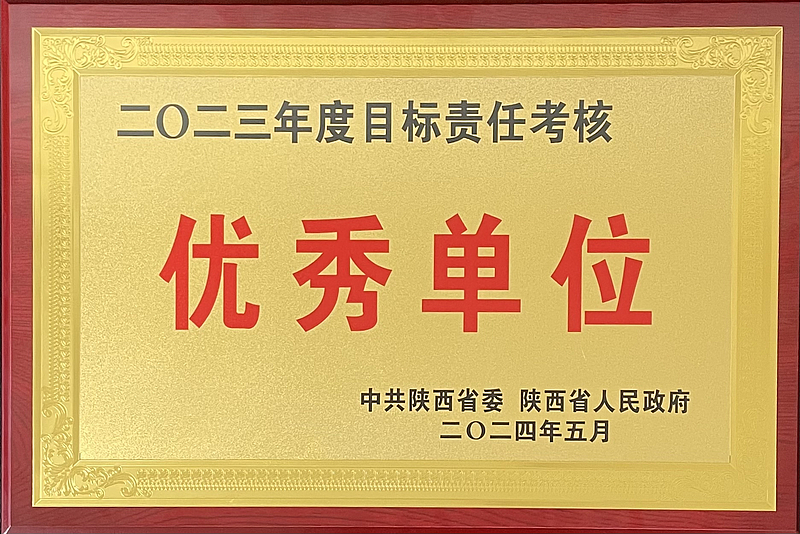 二〇二三年度目标责任考核
优秀单位
中共陕西省委 陕西省人民政府
二〇二四年五月